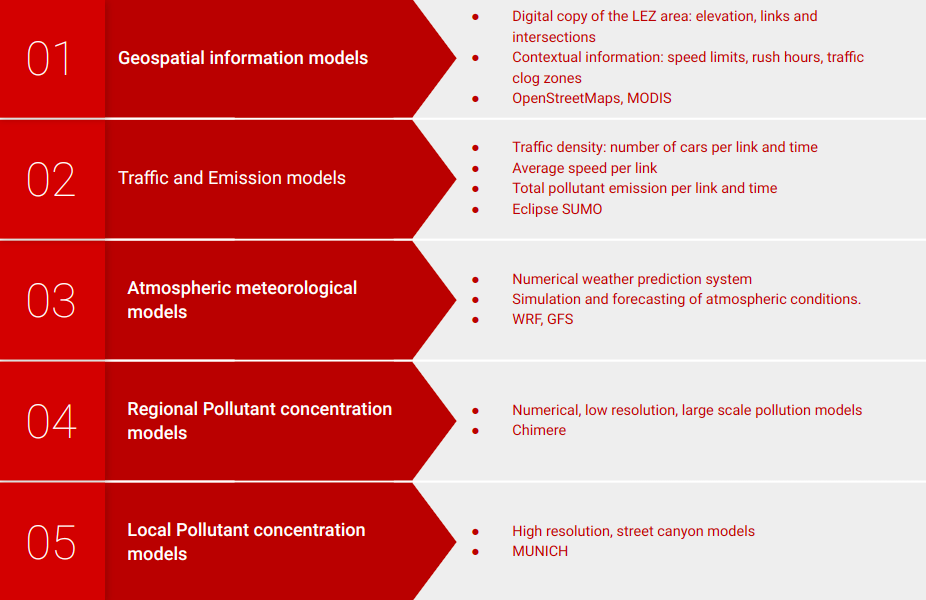 01
Geospatial information models
● Digital copy of the LEZ area: elevation, links and
intersections
● Contextual information: speed limits, rush hours, traffic
clog zones
● OpenStreetMaps, MODIS
02
Traffic and Emission models
● Traffic density: number of cars per link and time
● Average speed per link
● Total pollutant emission per link and time
● Eclipse SUMO
03
Atmospheric meteorological
models
● Numerical weather prediction system
● Simulation and forecasting of atmospheric conditions.
● WRF, GFS
04
Regional Pollutant concentration
models
● Numerical, low resolution, large scale pollution models
● Chimere
05
Local Pollutant concentration
models
● High resolution, street canyon models
● MUNICH